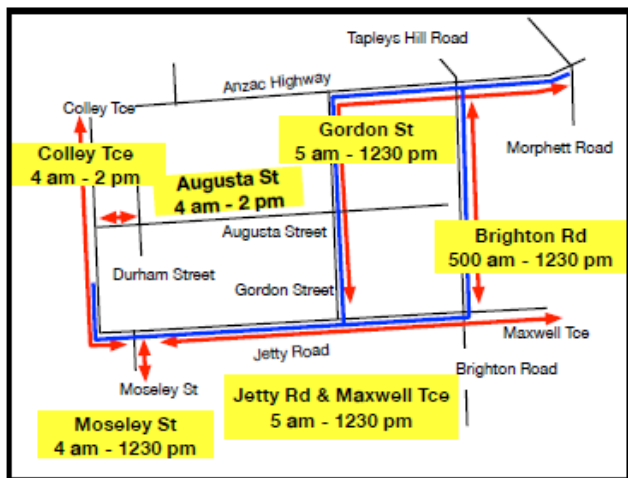 Tapleys Hill Road
Anzac Highway
Colley Tce
Gordon St
5 am - 1230 pm
Morphett Road
Colley Tce
4 am - 2 pm
Augusta St
4 am - 2 pm
Augusta Street
Brighton Rd
500 am - 1230 pm
Durham Street
Gordon Street
Maxwell Tce
Jetty Road
Brighton Road
Moseley St
Jetty Rd & Maxwell Tce
5 am - 1230 pm
Moseley St
4 am - 1230 pm